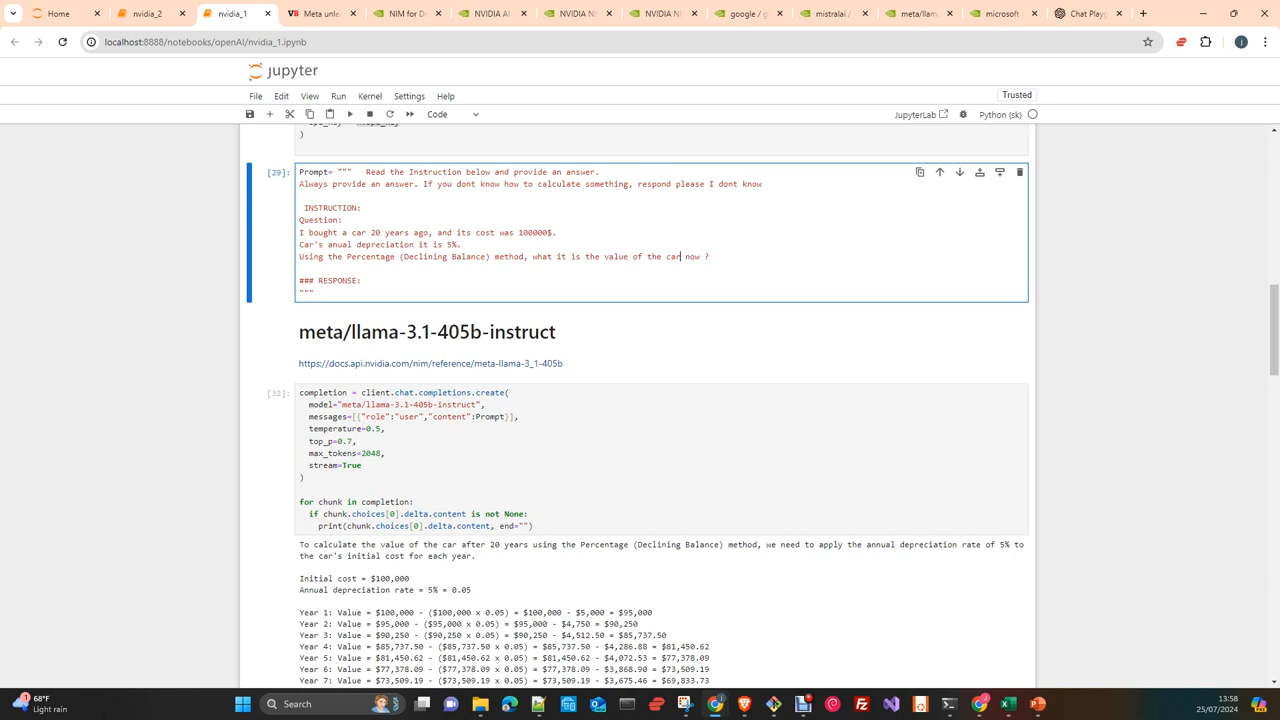 nvidia_2
Home
nvidia_1
Meta unle
NIM for De
NVIDIA AI
NVIDIA NI
NVIDIA NI
google / g
mistralai /
meta/llam
microsoft
Chat Playg
localhost:8888/notebooks/openAI/nvidia_1.ipynb
jupyter
File Edit View Run Kernel Settings Help
Trusted
Code
JupyterLab
Python (sk)
)
[29]:
Prompt= """   Read the Instruction below and provide an answer.
Always provide an answer. If you dont know how to calculate something, respond please I dont know
INSTRUCTION:
Question:
I bought a car 20 years ago, and its cost was 100000$.
Car's anual depreciation it is 5%.
Using the Percentage (Declining Balance) method, what it is the value of the car now ?
### RESPONSE:
"""
meta/llama-3.1-405b-instruct
https://docs.api.nvidia.com/nim/reference/meta-llama-3_1-405b
[32]:
completion = client.chat.completions.create(
model="meta/llama-3.1-405b-instruct",
messages=[{"role":"user","content":Prompt}],
temperature=0.5,
top_p=0.7,
max_tokens=2048,
stream=True
)
for chunk in completion:
if chunk.choices[0].delta.content is not None:
print(chunk.choices[0].delta.content, end="")
To calculate the value of the car after 20 years using the Percentage (Declining Balance) method, we need to apply the annual depreciation rate of 5% to
the car's initial cost for each year.
Initial cost = $100,000
Annual depreciation rate = 5% = 0.05
Year 1: Value = $100,000 - ($100,000 x 0.05) = $100,000 - $5,000 = $95,000
Year 2: Value = $95,000 - ($95,000 x 0.05) = $95,000 - $4,750 = $90,250
Year 3: Value = $90,250 - ($90,250 x 0.05) = $90,250 - $4,512.50 = $85,737.50
Year 4: Value = $85,737.50 - ($85,737.50 x 0.05) = $85,737.50 - $4,286.88 = $81,450.62
Year 5: Value = $81,450.62 - ($81,450.62 x 0.05) = $81,450.62 - $4,072.53 = $77,378.09
Year 6: Value = $77,378.09 - ($77,378.09 x 0.05) = $77,378.09 - $3,868.90 = $73,509.19
Year 7: Value = $73,509.19 - ($73,509.19 x 0.05) = $73,509.19 - $3,675.46 = $69,833.73
68°F
Light rain
Search
13:58
25/07/2024